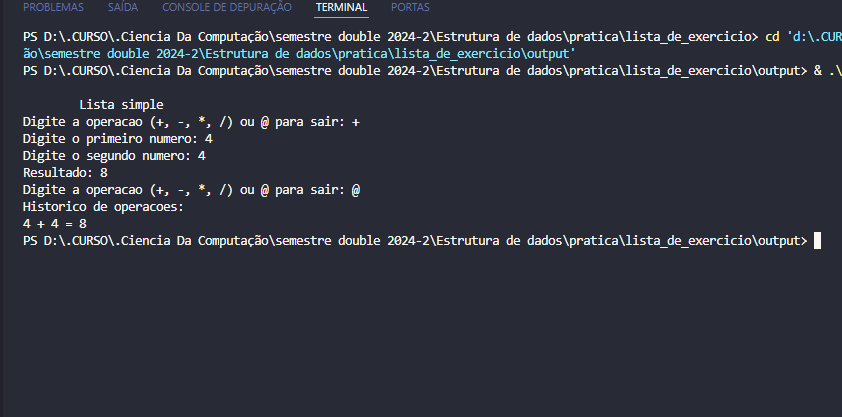 PROBLEMAS SAÍDA CONSOLE DE DEPURAÇÃO TERMINAL PORTAS
PS D:\.CURSO\.Ciencia Da Computação\semestre double 2024-2\Estrutura de dados\pratica\lista_de_exercicio> cd 'd:\.CUR
ão\semestre double 2024-2\Estrutura de dados\pratica\lista_de_exercicio\output'
PS D:\.CURSO\.Ciencia Da Computação\semestre double 2024-2\Estrutura de dados\pratica\lista_de_exercicio\output> & .\
Lista simple
Digite a operacao (+, -, *, /) ou @ para sair: +
Digite o primeiro numero: 4
Digite o segundo numero: 4
Resultado: 8
Digite a operacao (+, -, *, /) ou @ para sair: @
Historico de operacoes:
4 + 4 = 8
PS D:\.CURSO\.Ciencia Da Computação\semestre double 2024-2\Estrutura de dados\pratica\lista_de_exercicio\output>